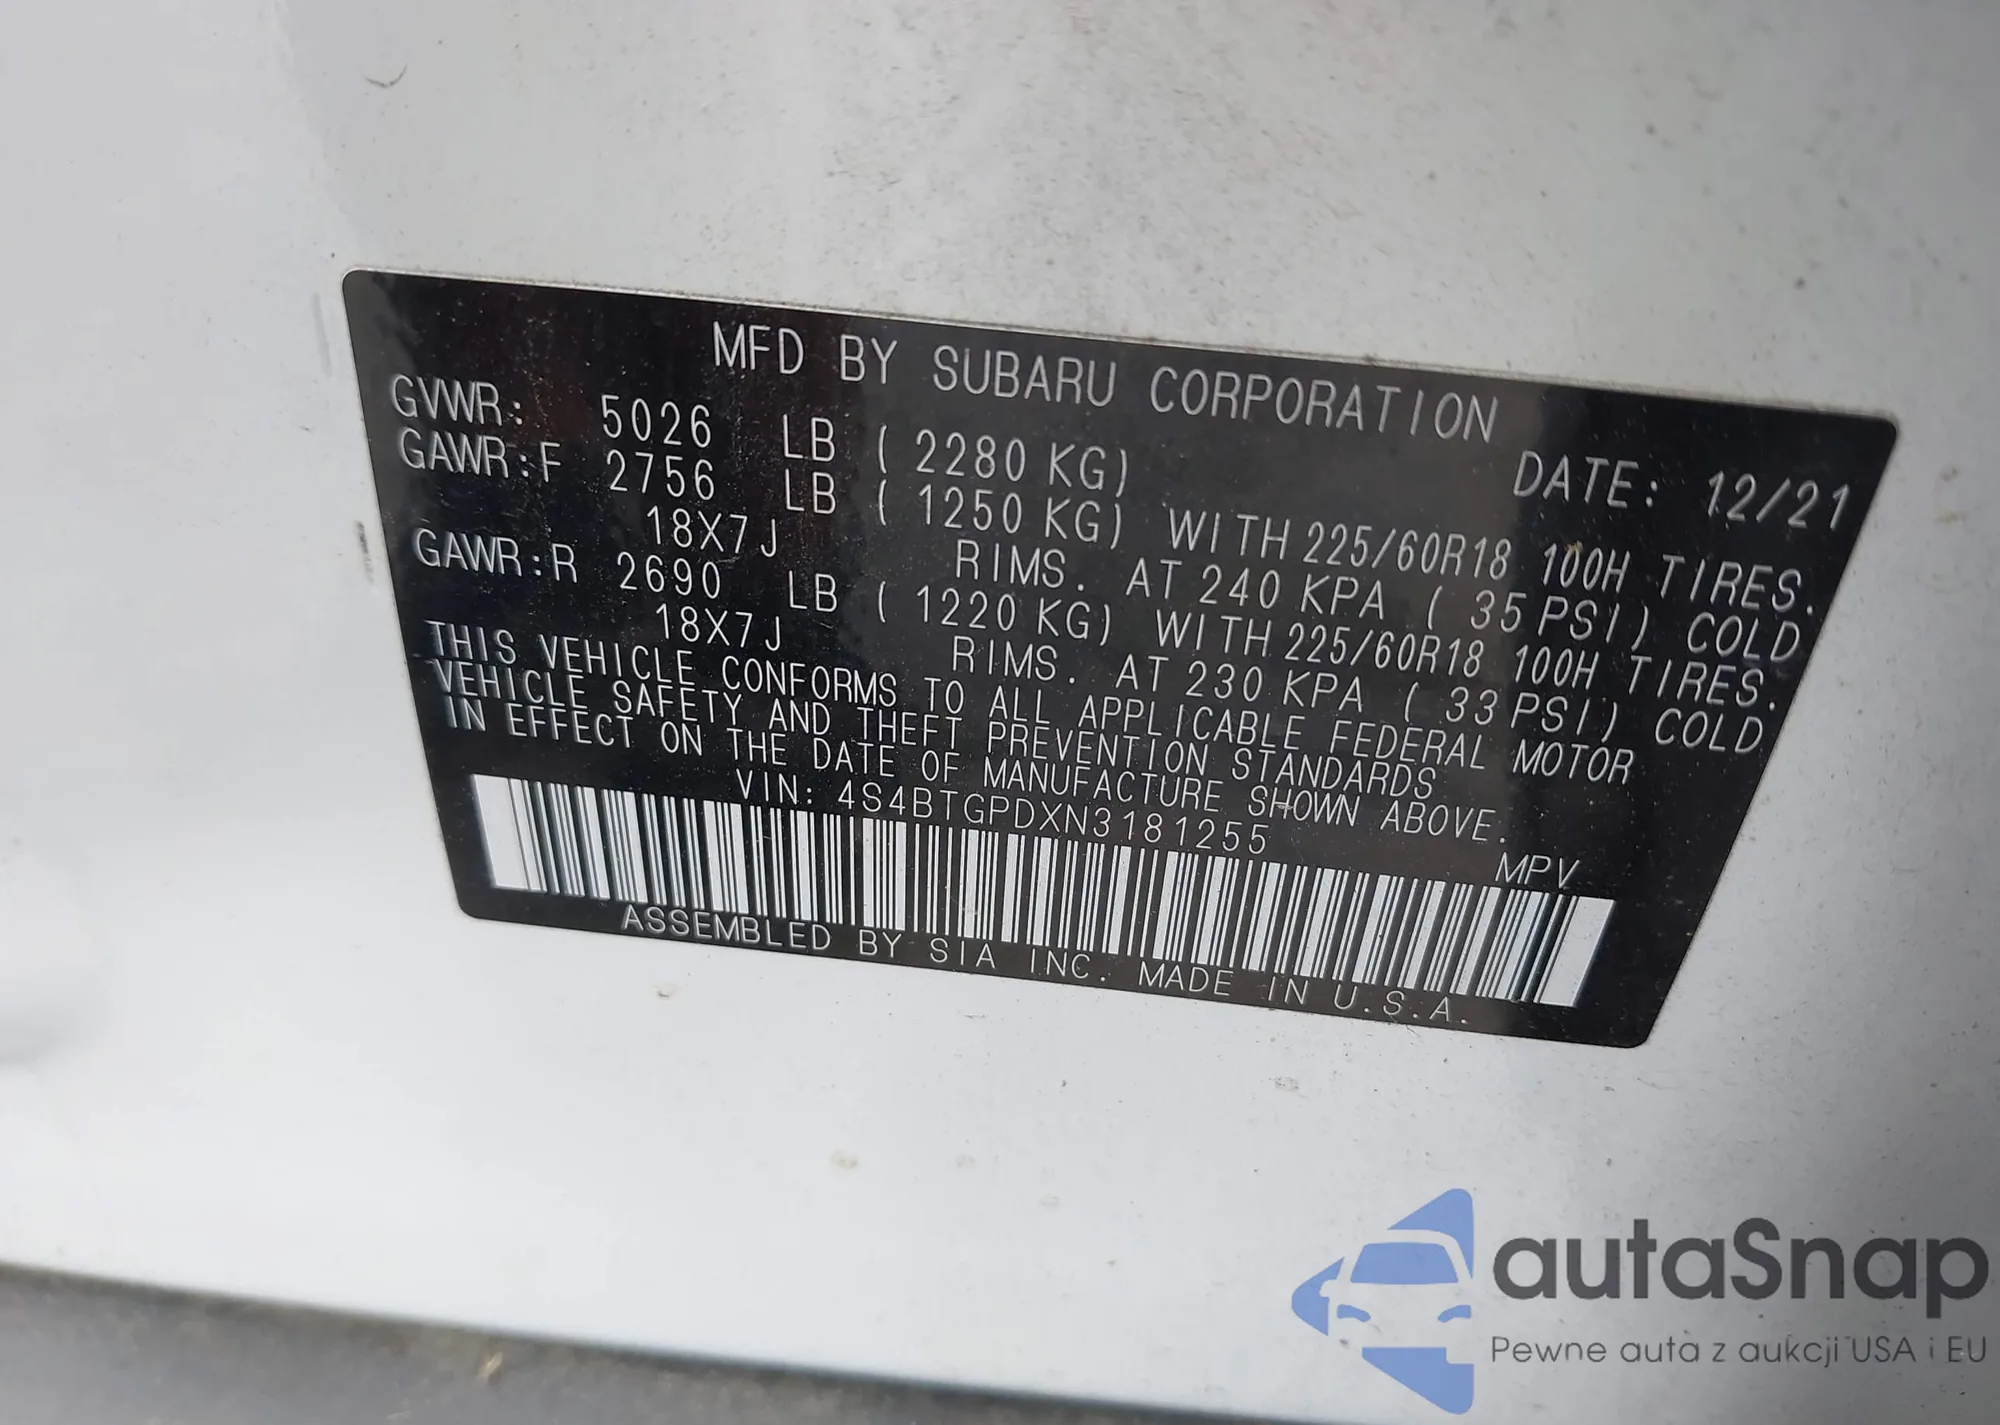 MFD BY SUBARU CORPORATION
GVWR: 5026 LB ( 2280 KG) DATE: 12/21
GAWR:F 2756 LB ( 1250 KG) WITH 225/60R18 100H TIRES.
18X7J RIMS. AT 240 KPA ( 35 PSI) COLD
GAWR:R 2690 LB ( 1220 KG) WITH 225/60R18 100H TIRES.
18X7J RIMS. AT 230 KPA ( 33 PSI) COLD
THIS VEHICLE CONFORMS TO ALL APPLICABLE FEDERAL MOTOR
VEHICLE SAFETY AND THEFT PREVENTION STANDARDS
IN EFFECT ON THE DATE OF MANUFACTURE SHOWN ABOVE.
VIN: 4S4BTGPDXN3181255 MPV
ASSEMBLED BY SIA INC. MADE IN U.S.A.
autaSnap
Pewne auta z aukcji USA i EU